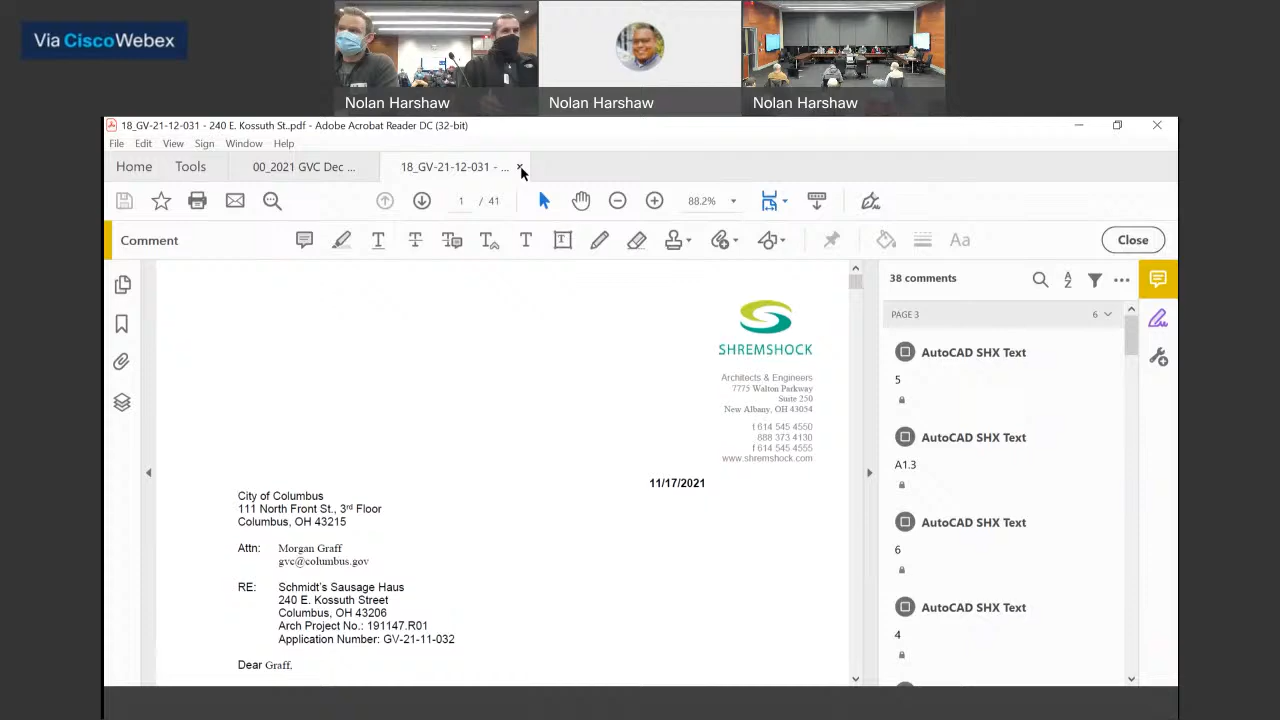 Via Cisco Webex
Nolan Harshaw
Nolan Harshaw
Nolan Harshaw
18_GV-21-12-031 - 240 E. Kossuth St..pdf - Adobe Acrobat Reader DC (32-bit)
File Edit View Sign Window Help
Home Tools 00_2021 GVC Dec ... 18_GV-21-12-031 - ...
1 / 41 88.2%
Comment
Aa
Close
38 comments
PAGE 3 6
AutoCAD SHX Text
5
AutoCAD SHX Text
A1.3
AutoCAD SHX Text
6
AutoCAD SHX Text
4
SHREMSHOCK
Architects & Engineers
7775 Walton Parkway
Suite 250
New Albany, OH 43054
t 614 545 4550
888 373 4130
f 614 545 4555
www.shremshock.com
11/17/2021
City of Columbus
111 North Front St., 3rd Floor
Columbus, OH 43215
Attn: Morgan Graff
gvc@columbus.gov
RE: Schmidt's Sausage Haus
240 E. Kossuth Street
Columbus, OH 43206
Arch Project No.: 191147.R01
Application Number: GV-21-11-032
Dear Graff,